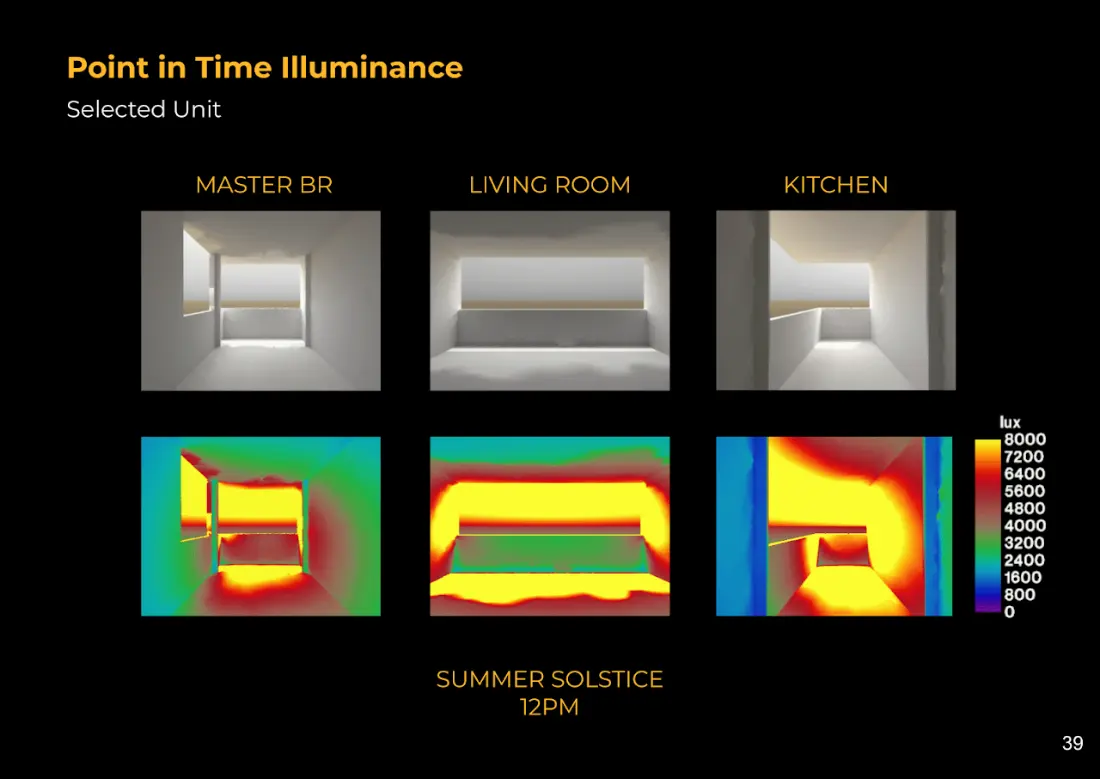 Point in Time Illuminance
Selected Unit
MASTER BR
LIVING ROOM
KITCHEN
lux
8000
7200
6400
5600
4800
4000
3200
2400
1600
800
0
SUMMER SOLSTICE
12PM
39